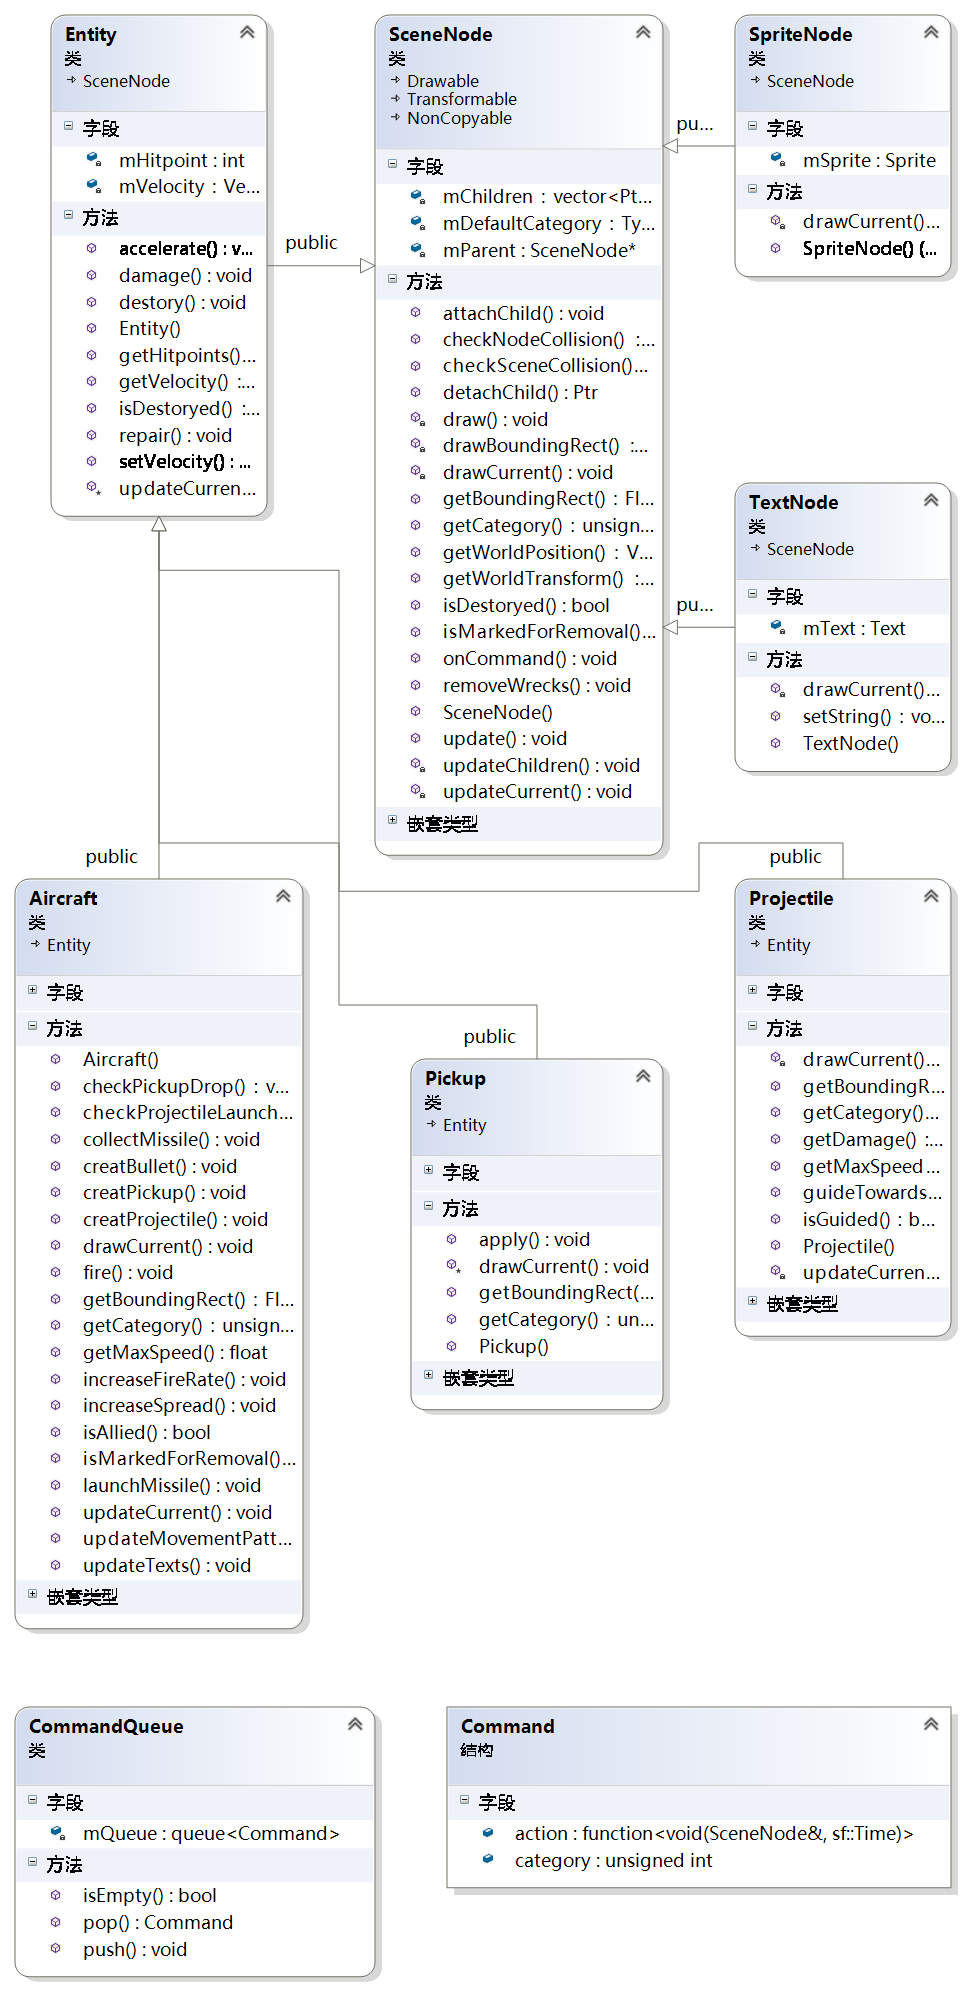 Entity
类
SceneNode
字段
mHitpoint : int
mVelocity : Ve...
方法
accelerate() : v...
damage() : void
destory() : void
Entity()
getHitpoints()...
getVelocity() :...
isDestoryed() :...
repair() : void
setVelocity() : ...
updateCurren...
public
SceneNode
类
Drawable
Transformable
NonCopyable
字段
mChildren : vector<Pt...
mDefaultCategory : Ty...
mParent : SceneNode*
方法
attachChild() : void
checkNodeCollision() :...
checkSceneCollision()...
detachChild() : Ptr
draw() : void
drawBoundingRect() :...
drawCurrent() : void
getBoundingRect() : Fl...
getCategory() : unsign...
getWorldPosition() : V...
getWorldTransform() :...
isDestoryed() : bool
isMarkedForRemoval()...
onCommand() : void
removeWrecks() : void
SceneNode()
update() : void
updateChildren() : void
updateCurrent() : void
嵌套类型
pu...
SpriteNode
类
SceneNode
字段
mSprite : Sprite
方法
drawCurrent()...
SpriteNode() (...
pu...
TextNode
类
SceneNode
字段
mText : Text
方法
drawCurrent()...
setString() : vo...
TextNode()
public
Aircraft
类
Entity
字段
方法
Aircraft()
checkPickupDrop() : v...
checkProjectileLaunch...
collectMissile() : void
creatBullet() : void
creatPickup() : void
creatProjectile() : void
drawCurrent() : void
fire() : void
getBoundingRect() : Fl...
getCategory() : unsign...
getMaxSpeed() : float
increaseFireRate() : void
increaseSpread() : void
isAllied() : bool
isMarkedForRemoval()...
launchMissile() : void
updateCurrent() : void
updateMovementPatt...
updateTexts() : void
嵌套类型
public
Pickup
类
Entity
字段
方法
apply() : void
drawCurrent() : void
getBoundingRect(...
getCategory() : un...
Pickup()
嵌套类型
public
Projectile
类
Entity
字段
方法
drawCurrent()...
getBoundingR...
getCategory()...
getDamage() :...
getMaxSpeed...
guideTowards...
isGuided() : b...
Projectile()
updateCurren...
嵌套类型
CommandQueue
类
字段
mQueue : queue<Command>
方法
isEmpty() : bool
pop() : Command
push() : void
Command
结构
字段
action : function<void(SceneNode&, sf::Time)>
category : unsigned int